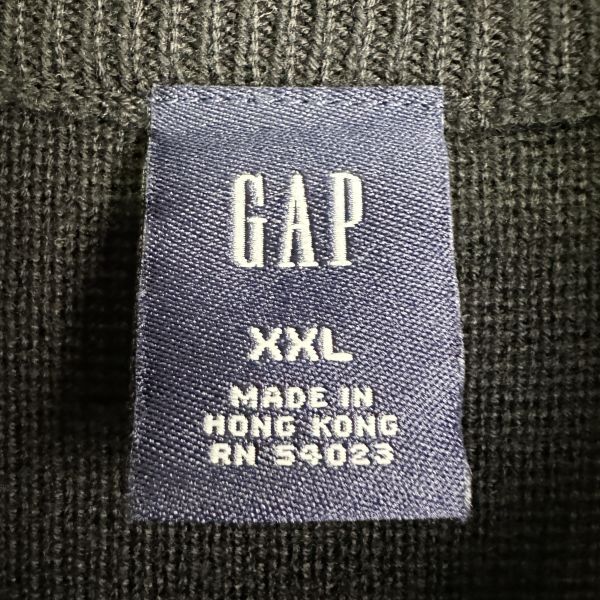 GAP
XXL
MADE IN
HONG KONG
RN 54023